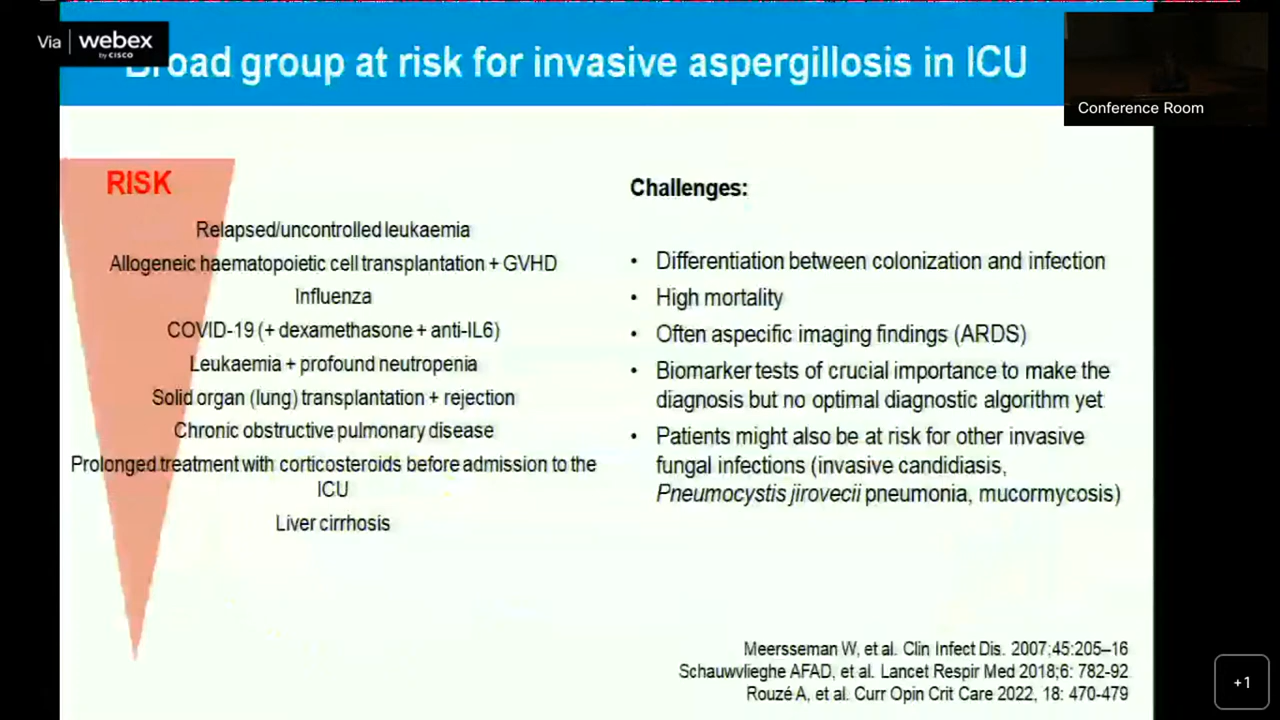 Via webex
by CISCO
Broad group at risk for invasive aspergillosis in ICU
Conference Room
RISK
Relapsed/uncontrolled leukaemia
Allogeneic haematopoietic cell transplantation + GVHD
Influenza
COVID-19 (+ dexamethasone + anti-IL6)
Leukaemia + profound neutropenia
Solid organ (lung) transplantation + rejection
Chronic obstructive pulmonary disease
Prolonged treatment with corticosteroids before admission to the
ICU
Liver cirrhosis
Challenges:
• Differentiation between colonization and infection
• High mortality
• Often aspecific imaging findings (ARDS)
• Biomarker tests of crucial importance to make the
diagnosis but no optimal diagnostic algorithm yet
• Patients might also be at risk for other invasive
fungal infections (invasive candidiasis,
Pneumocystis jirovecii pneumonia, mucormycosis)
Meersseman W, et al. Clin Infect Dis. 2007;45:205–16
Schauwvlieghe AFAD, et al. Lancet Respir Med 2018;6: 782-92
Rouzé A, et al. Curr Opin Crit Care 2022, 18: 470-479
+1